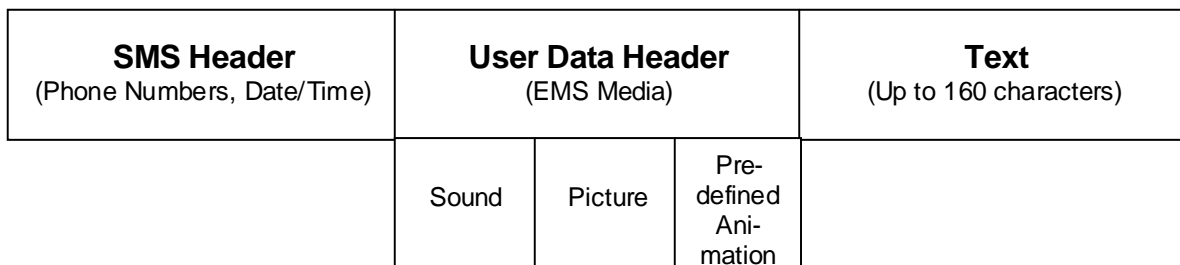 SMS Header
(Phone Numbers, Date/Time)
User Data Header
(EMS Media)
Text
(Up to 160 characters)
Sound
Picture
Pre-
defined
Ani-
mation